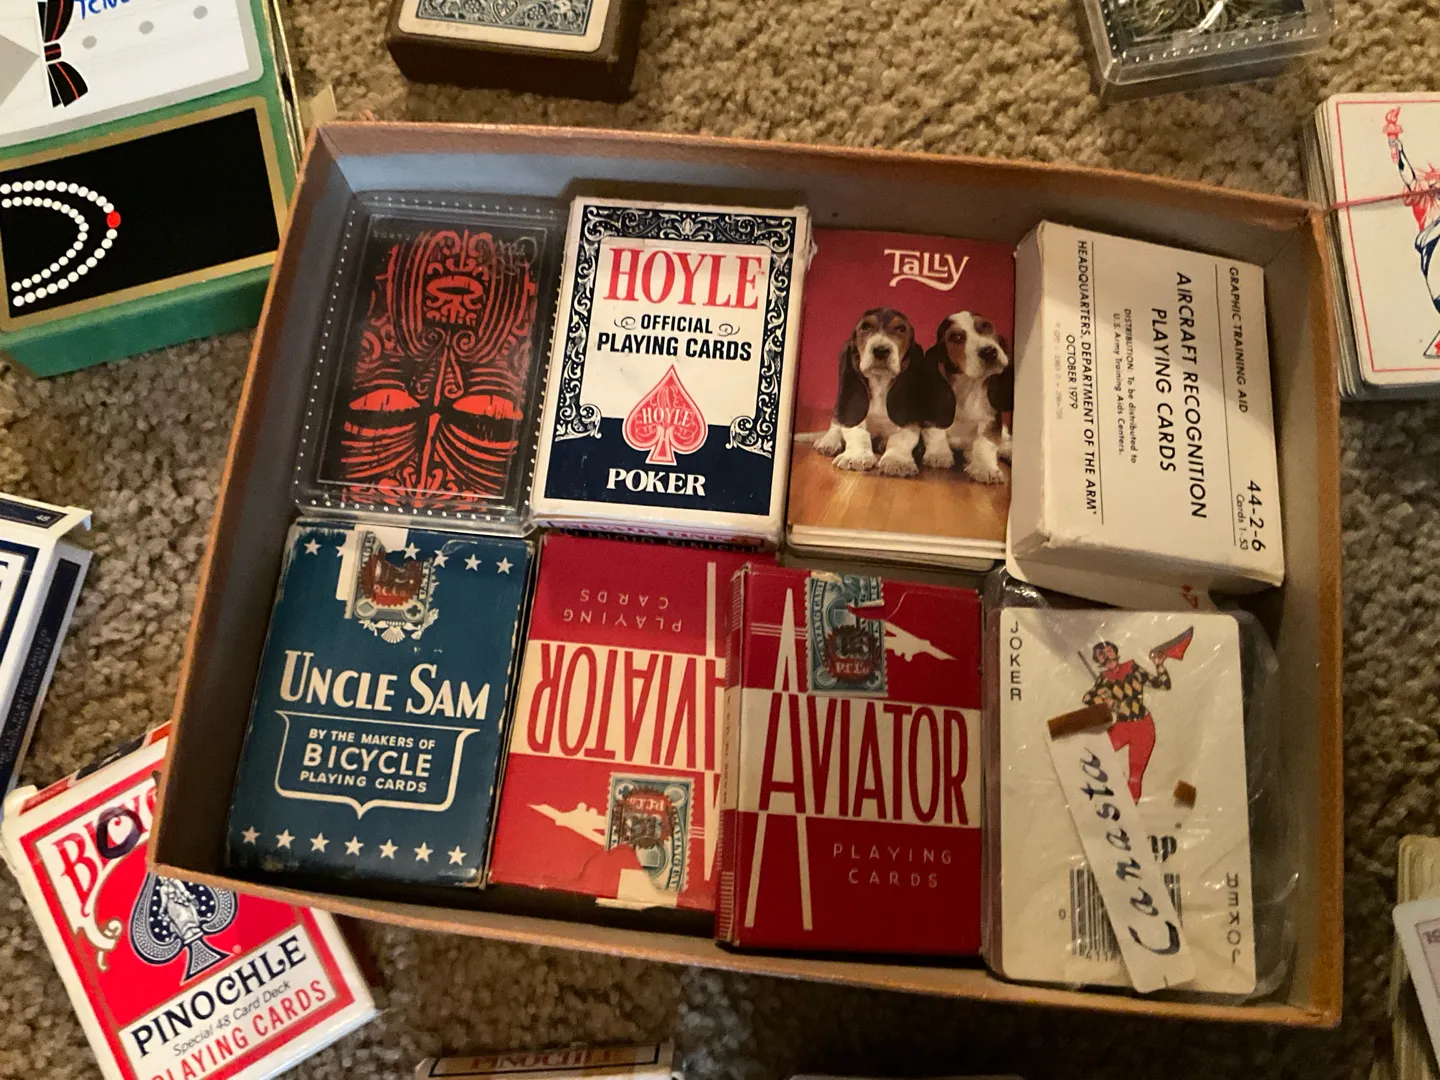 HOYLE
OFFICIAL
PLAYING CARDS
HOYLE
POKER
TALLY
GRAPHIC TRAINING AID
44-2-6
Cards 1-53
AIRCRAFT RECOGNITION
PLAYING CARDS
DISTRIBUTION: To be distributed to
U.S. Army Training Aids Centers.
HEADQUARTERS, DEPARTMENT OF THE ARMY
OCTOBER 1979
UNCLE SAM
BY THE MAKERS OF
BICYCLE
PLAYING CARDS
PLAYING
CARDS
AVIATOR
AVIATOR
PLAYING
CARDS
JOKER
Canasta
JOKER
PINOCHLE
Special 48 Card Deck
PLAYING CARDS
PINOCHLE